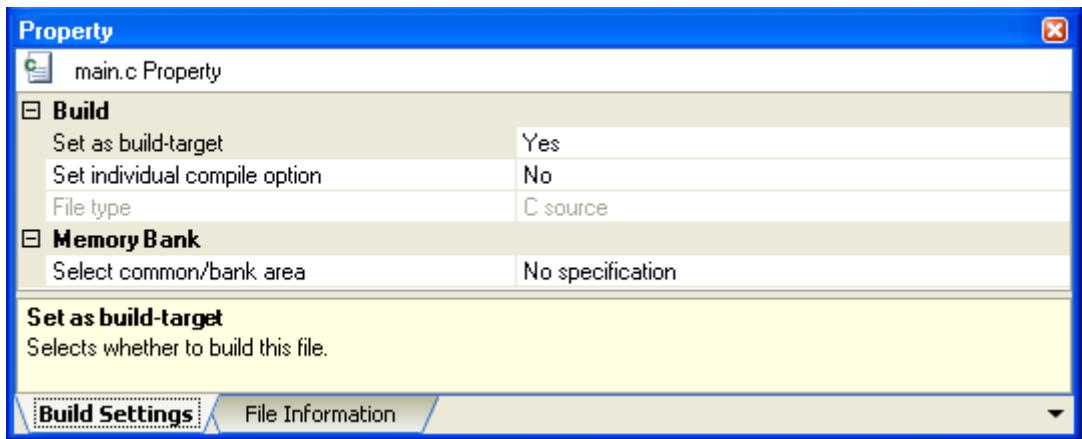 Property
main.c Property
Build
Set as build-target Yes
Set individual compile option No
File type C source
Memory Bank
Select common/bank area No specification
Set as build-target
Selects whether to build this file.
Build Settings File Information